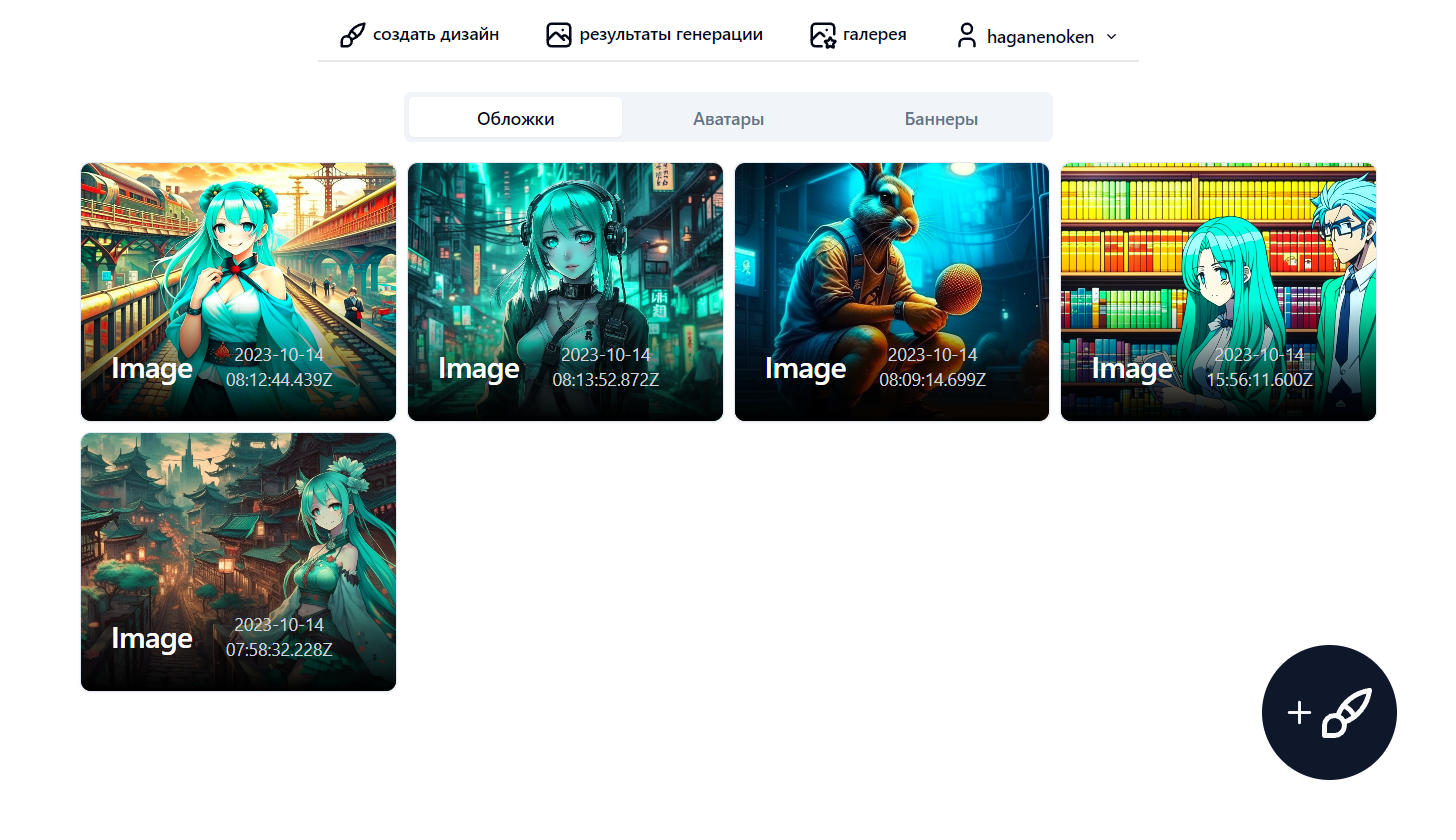 создать дизайн
результаты генерации
галерея
haganenoken
Обложки
Аватары
Баннеры
Image
2023-10-14
08:12:44.439Z
Image
2023-10-14
08:13:52.872Z
Image
2023-10-14
08:09:14.699Z
Image
2023-10-14
15:56:11.600Z
Image
2023-10-14
07:58:32.228Z